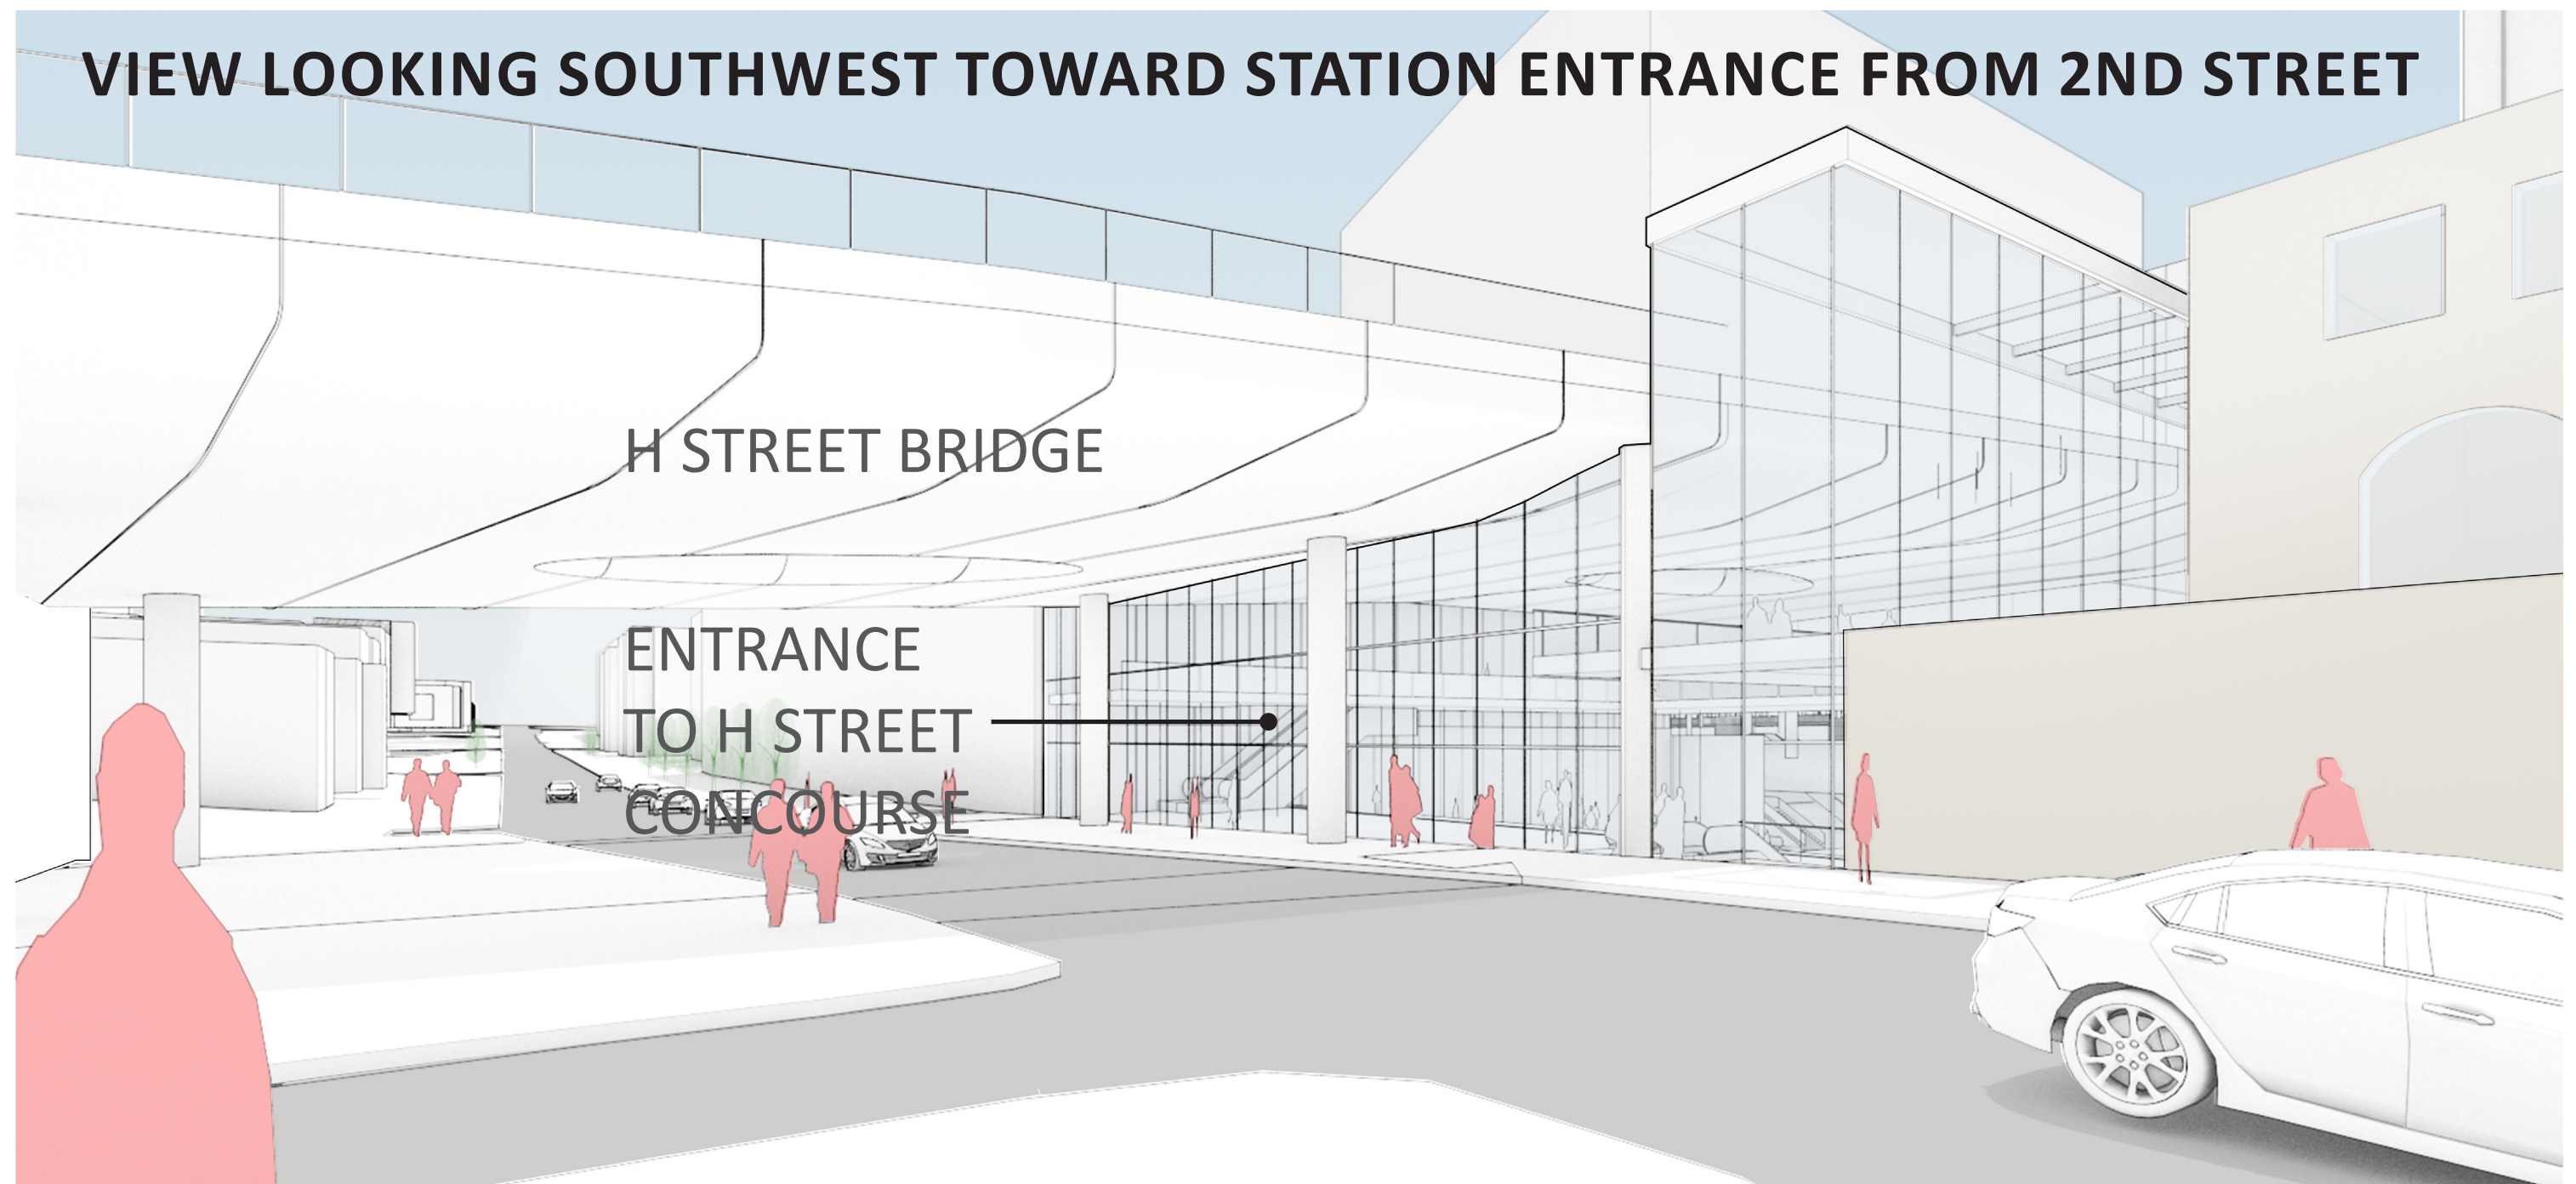 VIEW LOOKING SOUTHWEST TOWARD STATION ENTRANCE FROM 2ND STREET
H STREET BRIDGE
ENTRANCE
TO H STREET
CONCOURSE